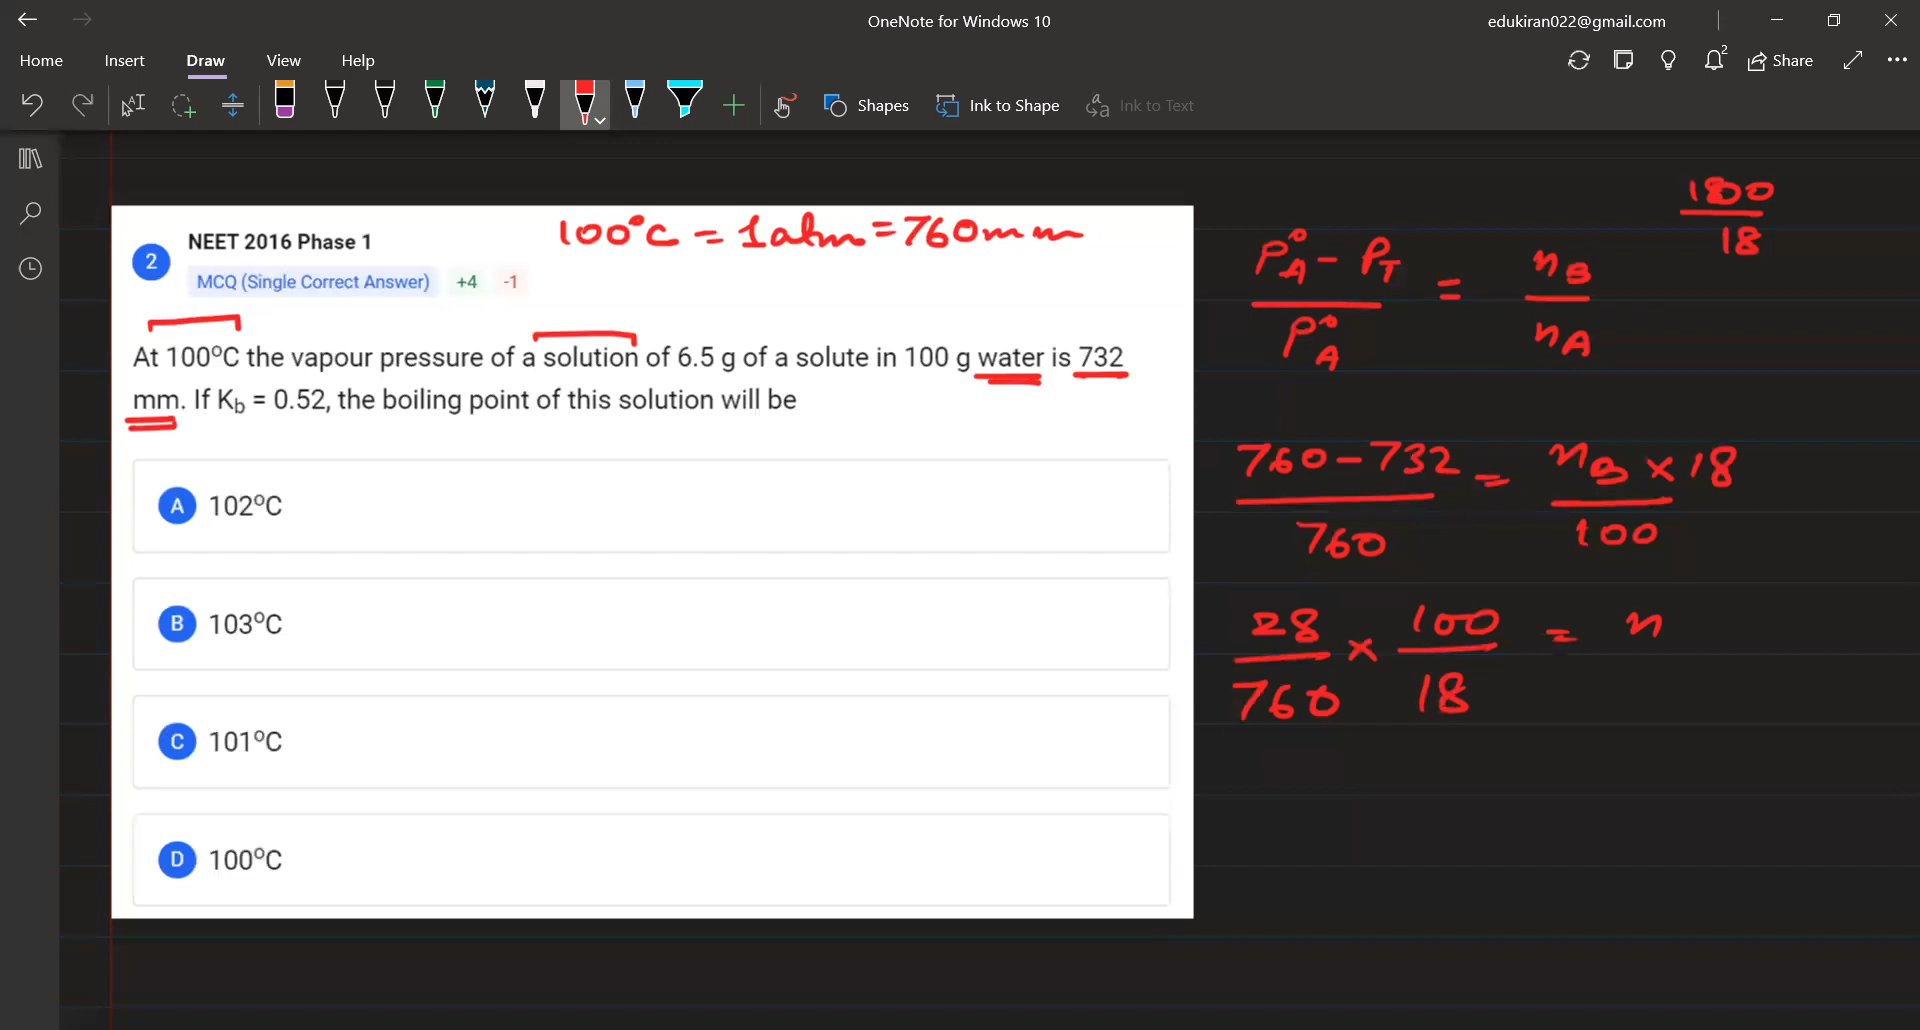 OneNote for Windows 10
edukiran022@gmail.com
Home Insert Draw View Help
2
Share
Shapes
Ink to Shape
Ink to Text
2
NEET 2016 Phase 1
MCQ (Single Correct Answer) +4 -1
100°C = 1atm = 760mm
At 100°C the vapour pressure of a solution of 6.5 g of a solute in 100 g water is 732
mm. If K_b = 0.52, the boiling point of this solution will be
A 102°C
B 103°C
C 101°C
D 100°C
1800
18
P°A - PT = nB
P°A nA
760-732 = nB × 18
760 100
28 × 100 = n
760 18